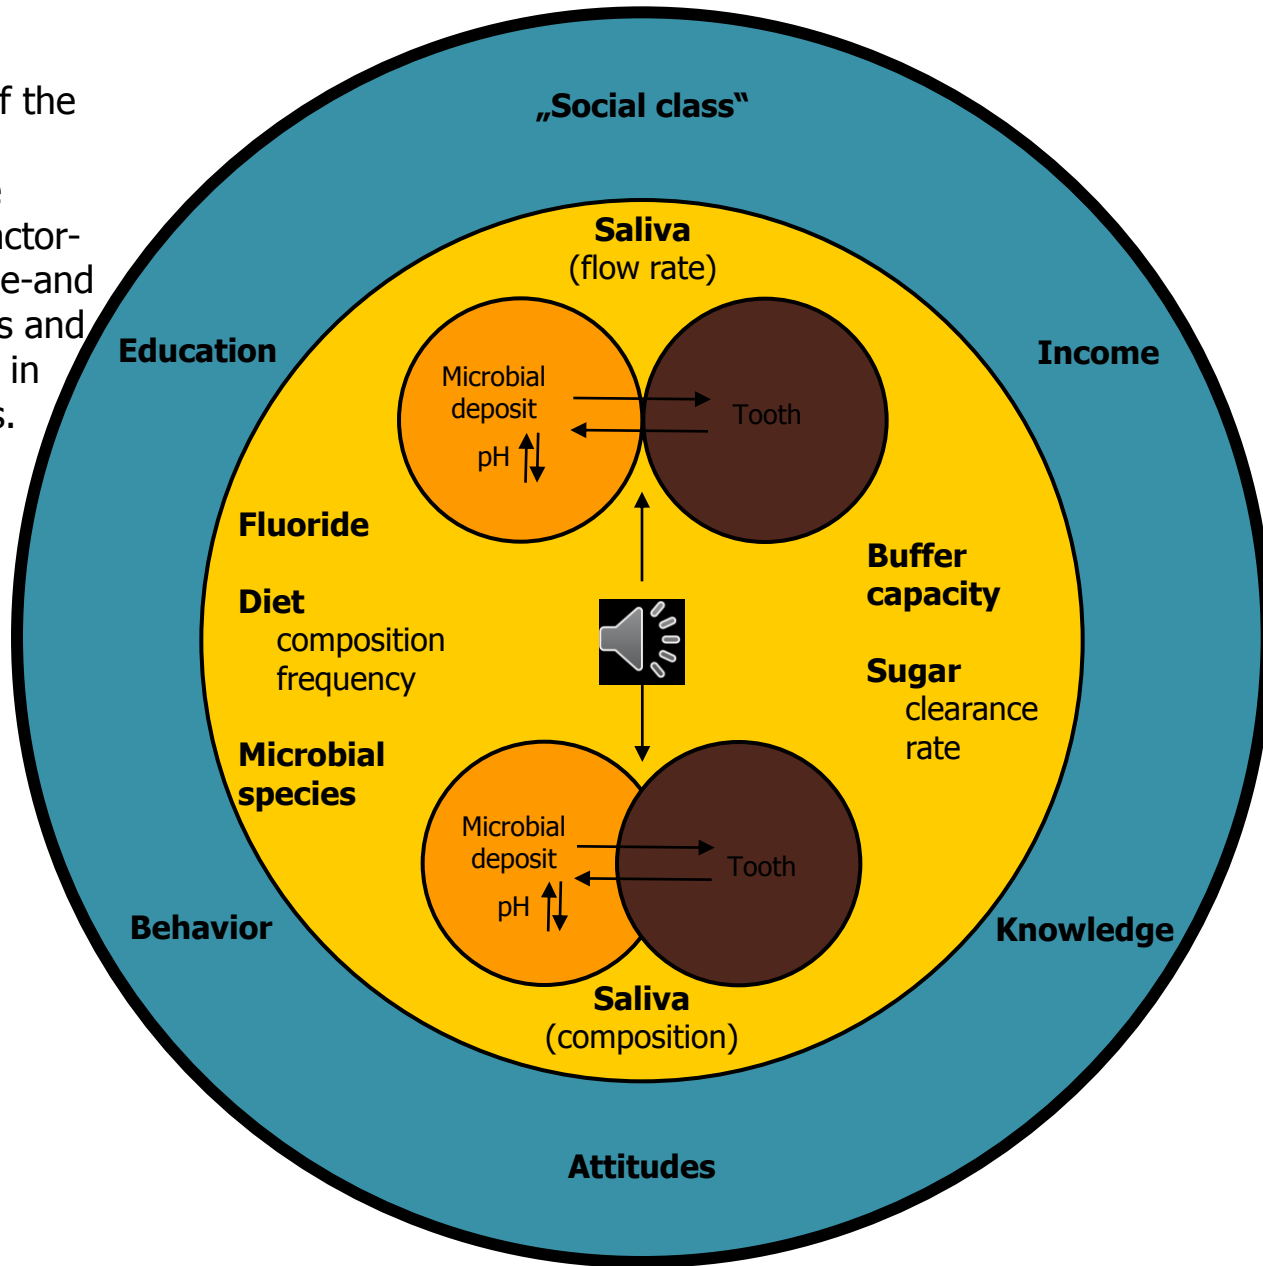 f the
actor-
e-and
s and
in
s.
„Social class“
Education
Income
Saliva
(flow rate)
Microbial
deposit
pH
Tooth
Fluoride
Diet
composition
frequency
Microbial
species
Buffer
capacity
Sugar
clearance
rate
Microbial
deposit
pH
Tooth
Saliva
(composition)
Behavior
Knowledge
Attitudes